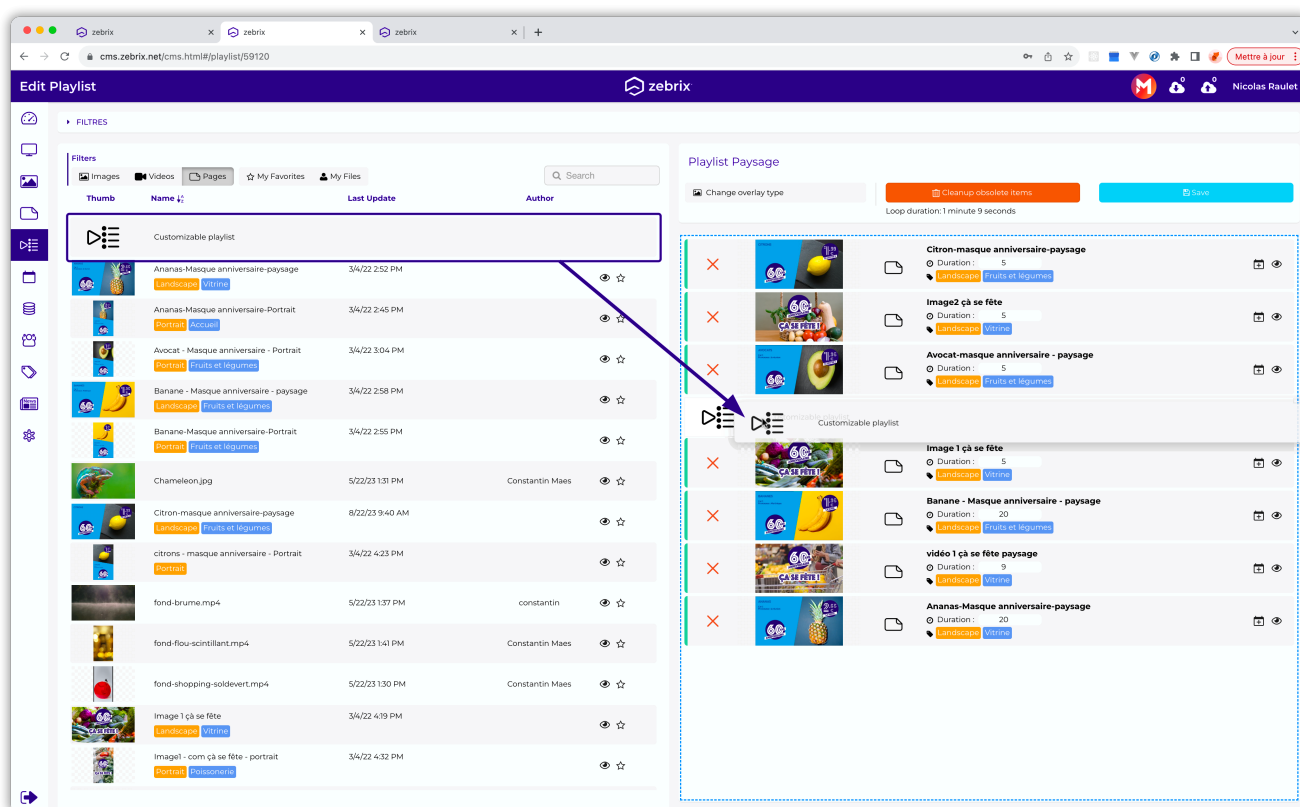 zebrix
zebrix
zebrix
cms.zebrix.net/cms.html#/playlist/59120
Mettre à jour
Edit Playlist
zebrix
0
0
Nicolas Raulet
FILTRES
Filters
Images Videos Pages My Favorites My Files
Search
Thumb Name Last Update Author
Customizable playlist
Ananas-Masque anniversaire-paysage 3/4/22 2:52 PM
Landscape Vitrine
Ananas-Masque anniversaire-Portrait 3/4/22 2:45 PM
Portrait Accueil
Avocat - Masque anniversaire - Portrait 3/4/22 3:04 PM
Portrait Fruits et légumes
Banane - Masque anniversaire - paysage 3/4/22 2:58 PM
Landscape Fruits et légumes
Banane-Masque anniversaire-Portrait 3/4/22 2:55 PM
Portrait Fruits et légumes
Chameleon.jpg 5/22/23 1:31 PM Constantin Maes
Citron-masque anniversaire-paysage 8/22/23 9:40 AM
Landscape Fruits et légumes
citrons - masque anniversaire - Portrait 3/4/22 4:23 PM
Portrait
fond-brume.mp4 5/22/23 1:37 PM constantin
fond-flou-scintillant.mp4 5/22/23 1:41 PM Constantin Maes
fond-shopping-soldevert.mp4 5/22/23 1:30 PM Constantin Maes
Image 1 çà se fête 3/4/22 4:19 PM
Landscape Vitrine
Image1 - com çà se fête - portrait 3/4/22 4:32 PM
Portrait Poissonerie
Playlist Paysage
Change overlay type
Cleanup obsolete items
Save
Loop duration: 1 minute 9 seconds
Citron-masque anniversaire-paysage
Duration : 5
Landscape Fruits et légumes
Image2 çà se fête
Duration : 5
Landscape Vitrine
ÇA SE FÊTE !
Avocat-masque anniversaire - paysage
Duration : 5
Landscape Fruits et légumes
Customizable playlist
Customizable playlist
Image 1 çà se fête
Duration : 5
Landscape Vitrine
ÇA SE FÊTE !
Banane - Masque anniversaire - paysage
Duration : 20
Landscape Fruits et légumes
vidéo 1 çà se fête paysage
Duration : 9
Landscape Vitrine
ÇA SE FÊTE !
Ananas-Masque anniversaire-paysage
Duration : 20
Landscape Vitrine